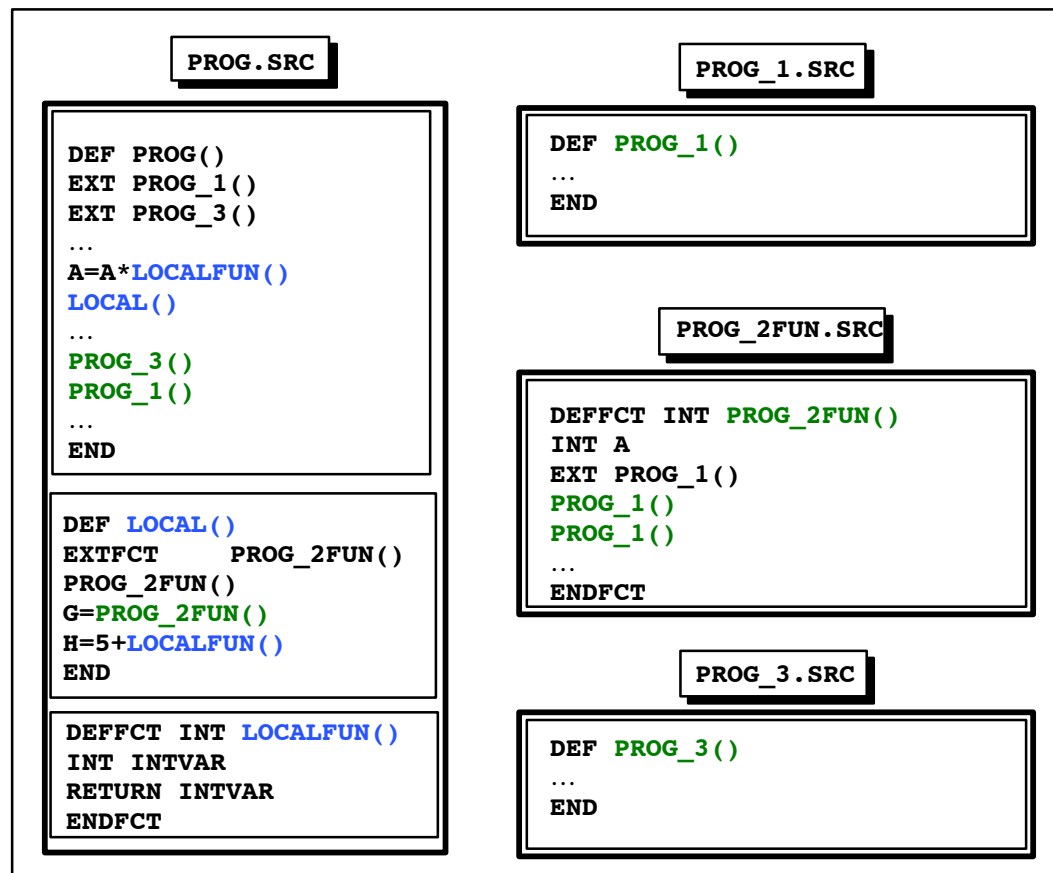 PROG.SRC
DEF PROG()
EXT PROG_1()
EXT PROG_3()
...
A=A*LOCALFUN()
LOCAL()
...
PROG_3()
PROG_1()
...
END
DEF LOCAL()
EXTFCT PROG_2FUN()
PROG_2FUN()
G=PROG_2FUN()
H=5+LOCALFUN()
END
DEFFCT INT LOCALFUN()
INT INTVAR
RETURN INTVAR
ENDFCT
PROG_1.SRC
DEF PROG_1()
...
END
PROG_2FUN.SRC
DEFFCT INT PROG_2FUN()
INT A
EXT PROG_1()
PROG_1()
PROG_1()
...
ENDFCT
PROG_3.SRC
DEF PROG_3()
...
END